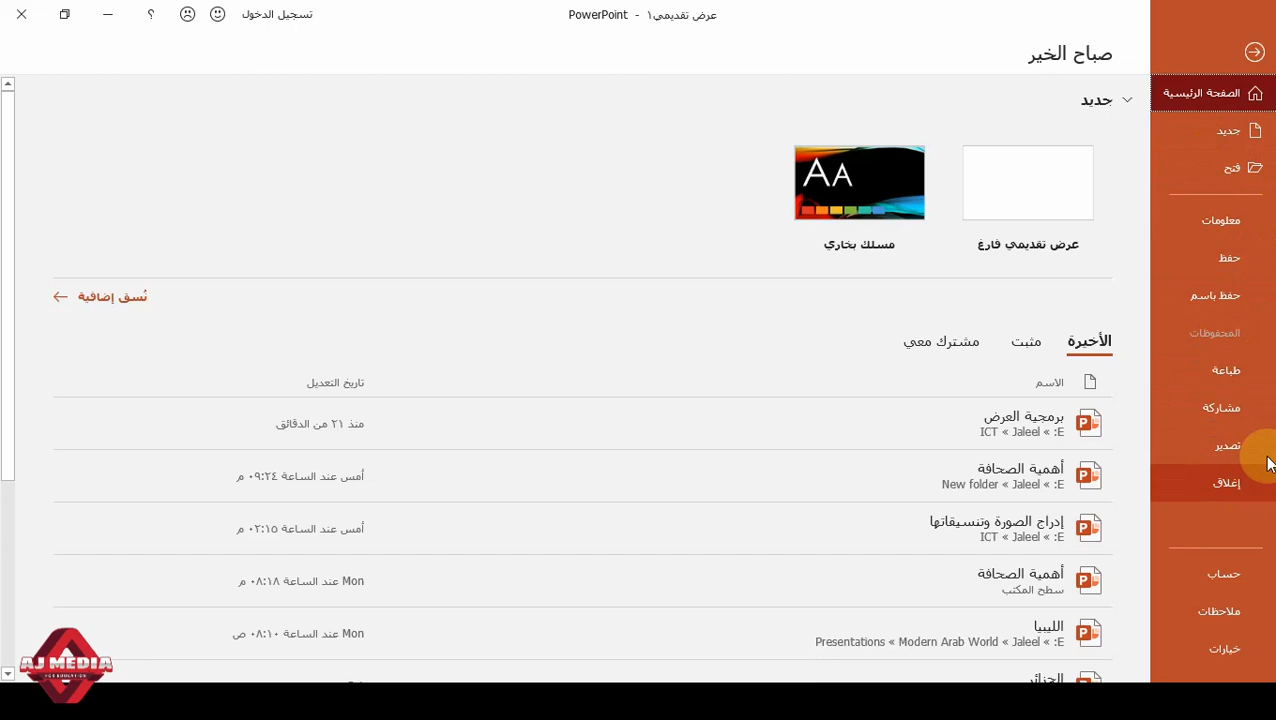 عرض تقديمي١ - PowerPoint
تسجيل الدخول
?
صباح الخير
الصفحة الرئيسية
جديد
فتح
معلومات
حفظ
حفظ باسم
المحفوظات
طباعة
مشاركة
تصدير
إغلاق
حساب
ملاحظات
خيارات
جديد
AA
عرض تقديمي فارغ
مسلك بخاري
نُسق إضافية
الأخيرة مثبت مشترك معي
الاسم تاريخ التعديل
برمجية العرض
E: » Jaleel » ICT
منذ ٢١ من الدقائق
أهمية الصحافة
E: » Jaleel » New folder
أمس عند الساعة ٠٩:٢٤ م
إدراج الصورة وتنسيقاتها
E: » Jaleel » ICT
أمس عند الساعة ٠٢:١٥ م
أهمية الصحافة
سطح المكتب
Mon عند الساعة ٠٨:١٨ م
الليبيا
E: » Jaleel » Modern Arab World » Presentations
Mon عند الساعة ٠٨:١٠ ص
الجزائر
AJ MEDIA